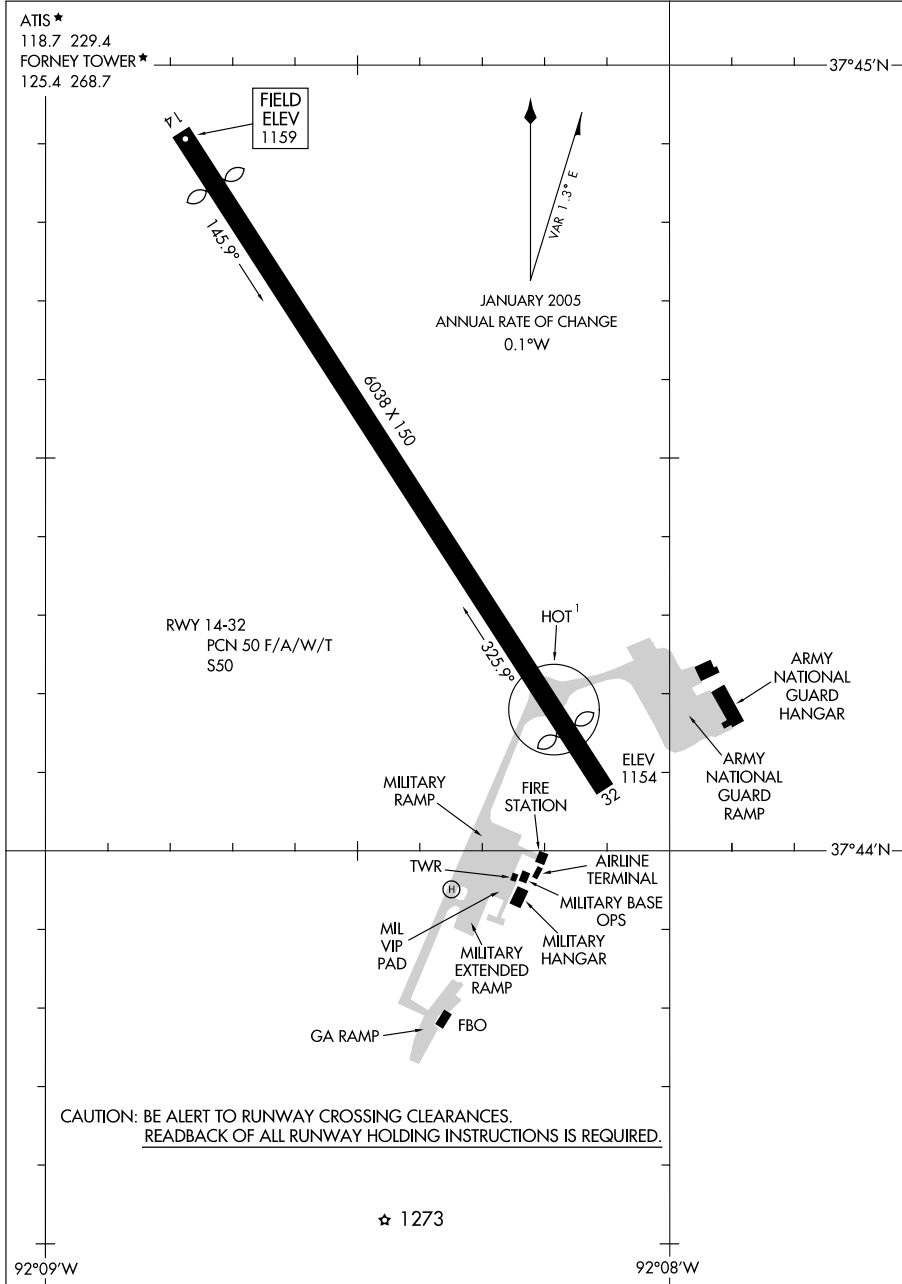 ATIS ★
118.7 229.4
FORNEY TOWER ★
125.4 268.7
37°45'N
14
FIELD
ELEV
1159
VAR 1.3° E
145.9°
JANUARY 2005
ANNUAL RATE OF CHANGE
0.1°W
6038 X 150
RWY 14-32
PCN 50 F/A/W/T
S50
HOT 1
325.9°
ARMY
NATIONAL
GUARD
HANGAR
ELEV
1154
32
ARMY
NATIONAL
GUARD
RAMP
MILITARY
RAMP
FIRE
STATION
37°44'N
TWR
AIRLINE
TERMINAL
H
MILITARY BASE
OPS
MIL
VIP
PAD
MILITARY
HANGAR
MILITARY
EXTENDED
RAMP
GA RAMP
FBO
CAUTION: BE ALERT TO RUNWAY CROSSING CLEARANCES.
READBACK OF ALL RUNWAY HOLDING INSTRUCTIONS IS REQUIRED.
1273
92°09'W
92°08'W